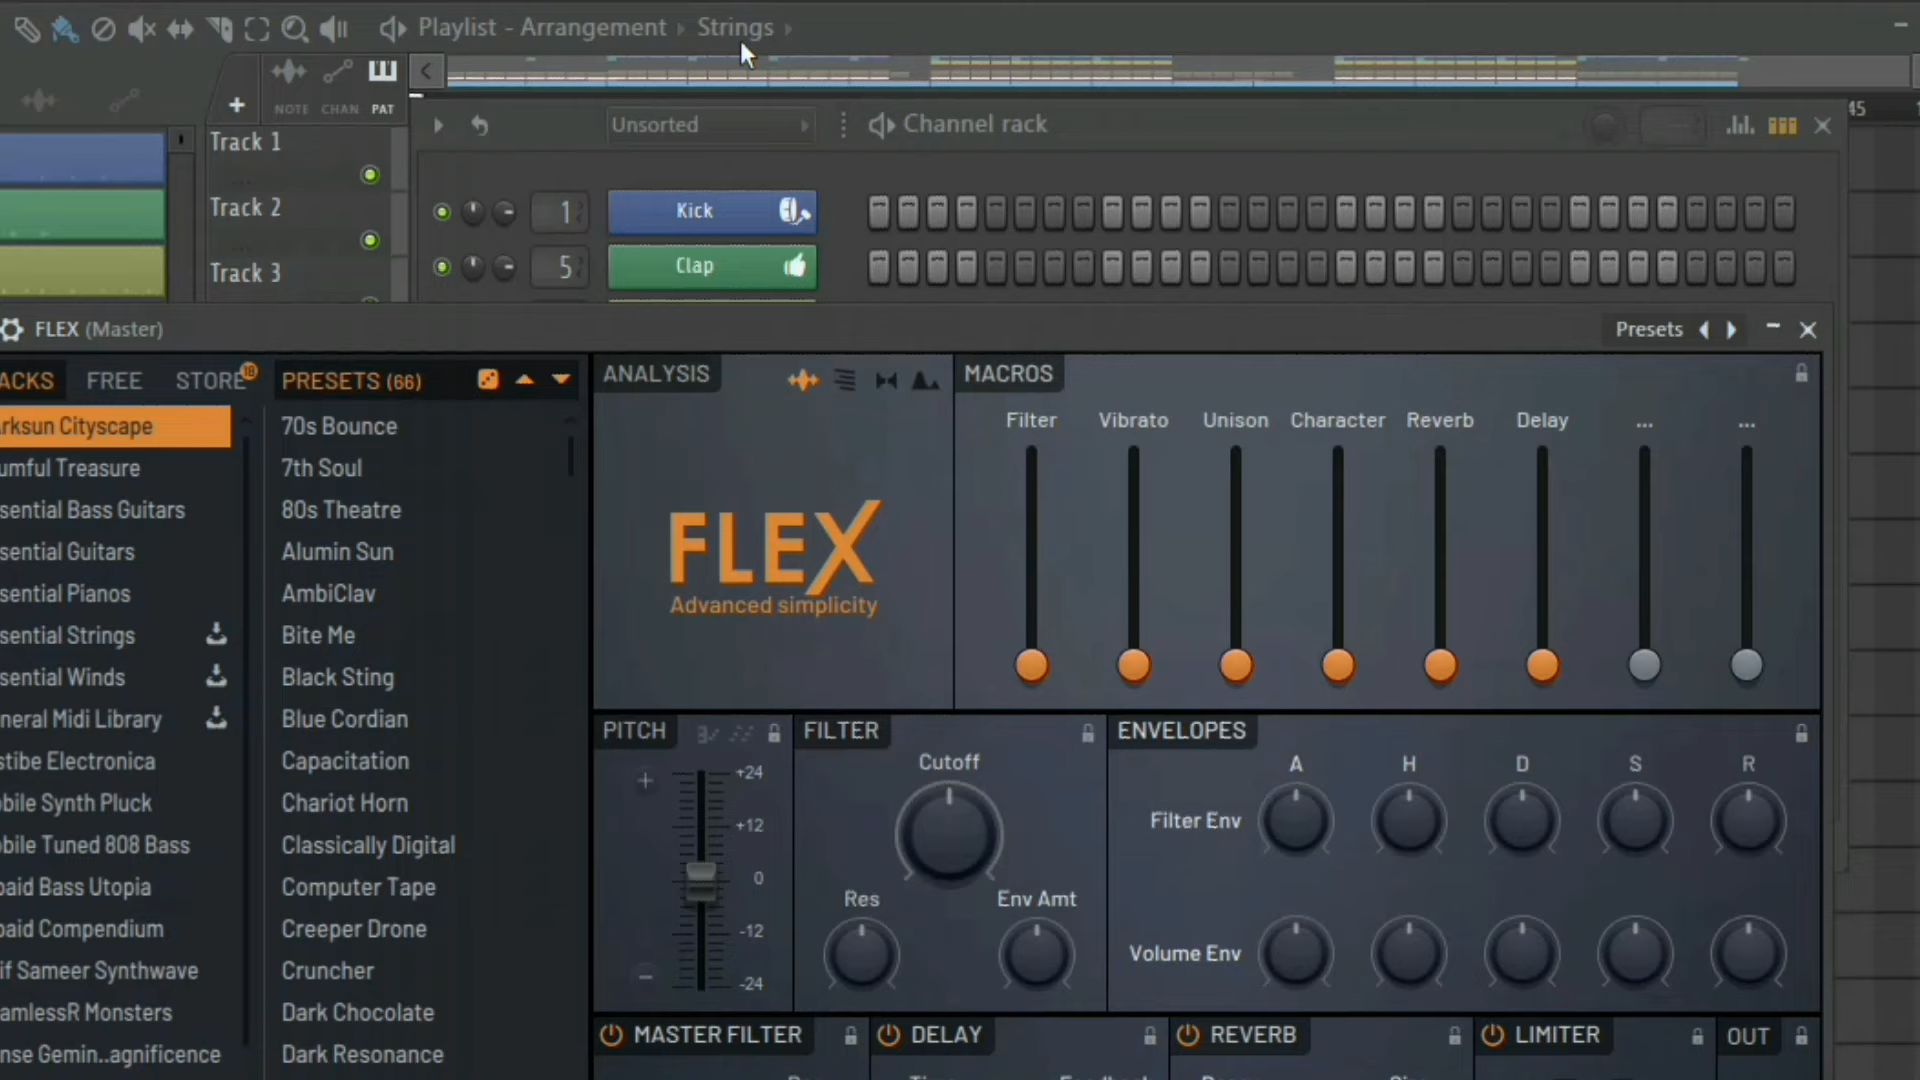 Playlist - Arrangement › Strings ›
NOTE CHAN PAT
Unsorted
Channel rack
45
Track 1
Track 2
Track 3
1 Kick
5 Clap
FLEX (Master)
Presets
ACKS FREE STORE 18
PRESETS (66)
rksun Cityscape
umful Treasure
sential Bass Guitars
sential Guitars
sential Pianos
sential Strings
sential Winds
neral Midi Library
stibe Electronica
bile Synth Pluck
bile Tuned 808 Bass
paid Bass Utopia
paid Compendium
if Sameer Synthwave
amlessR Monsters
nse Gemin..agnificence
70s Bounce
7th Soul
80s Theatre
Alumin Sun
AmbiClav
Bite Me
Black Sting
Blue Cordian
Capacitation
Chariot Horn
Classically Digital
Computer Tape
Creeper Drone
Cruncher
Dark Chocolate
Dark Resonance
ANALYSIS
FLEX
Advanced simplicity
MACROS
Filter Vibrato Unison Character Reverb Delay ... ...
PITCH
+24
+12
0
-12
-24
FILTER
Cutoff
Res
Env Amt
ENVELOPES
A H D S R
Filter Env
Volume Env
MASTER FILTER
DELAY
REVERB
LIMITER
OUT